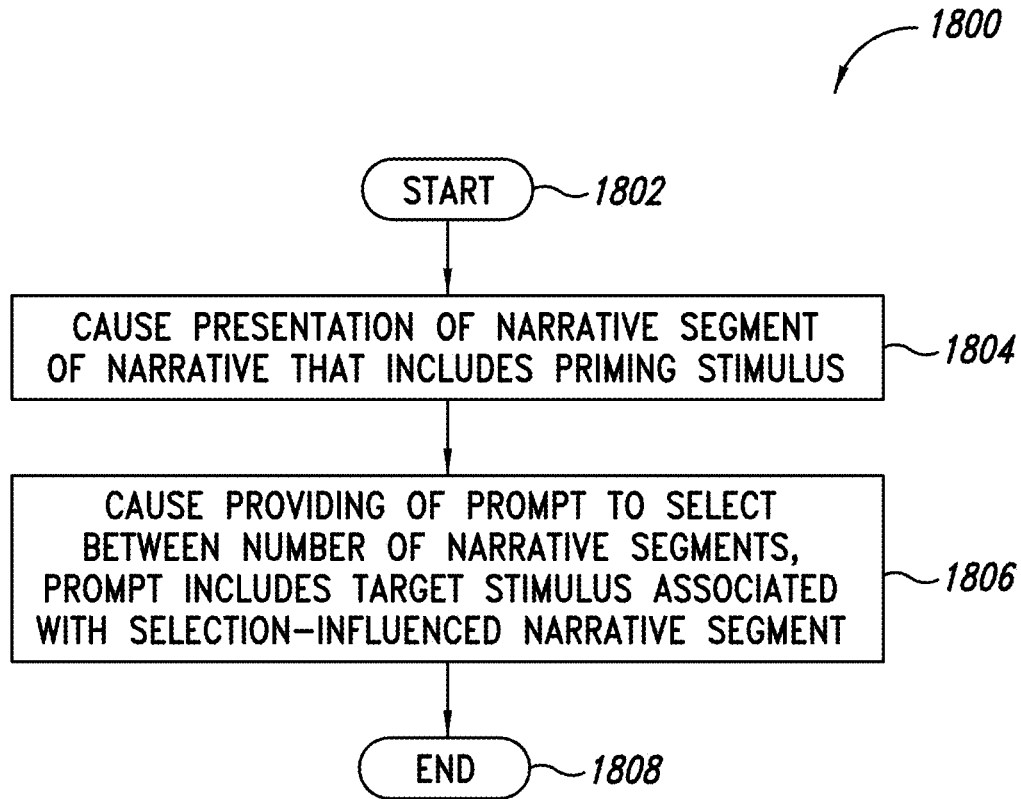 1800
START
1802
CAUSE PRESENTATION OF NARRATIVE SEGMENT
OF NARRATIVE THAT INCLUDES PRIMING STIMULUS
1804
CAUSE PROVIDING OF PROMPT TO SELECT
BETWEEN NUMBER OF NARRATIVE SEGMENTS,
PROMPT INCLUDES TARGET STIMULUS ASSOCIATED
WITH SELECTION-INFLUENCED NARRATIVE SEGMENT
1806
END
1808